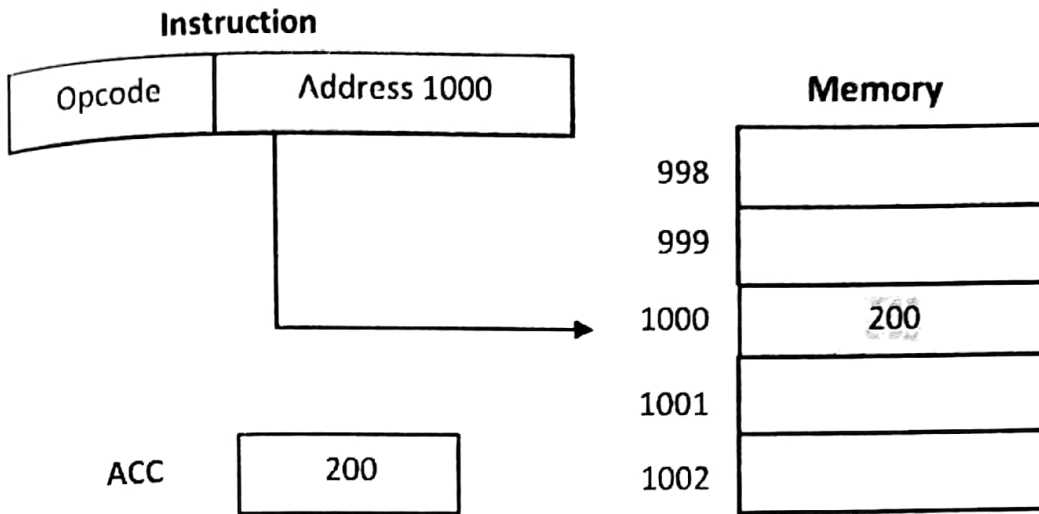 Instruction
Opcode Address 1000
Memory
998
999
1000 200
1001
ACC 200
1002